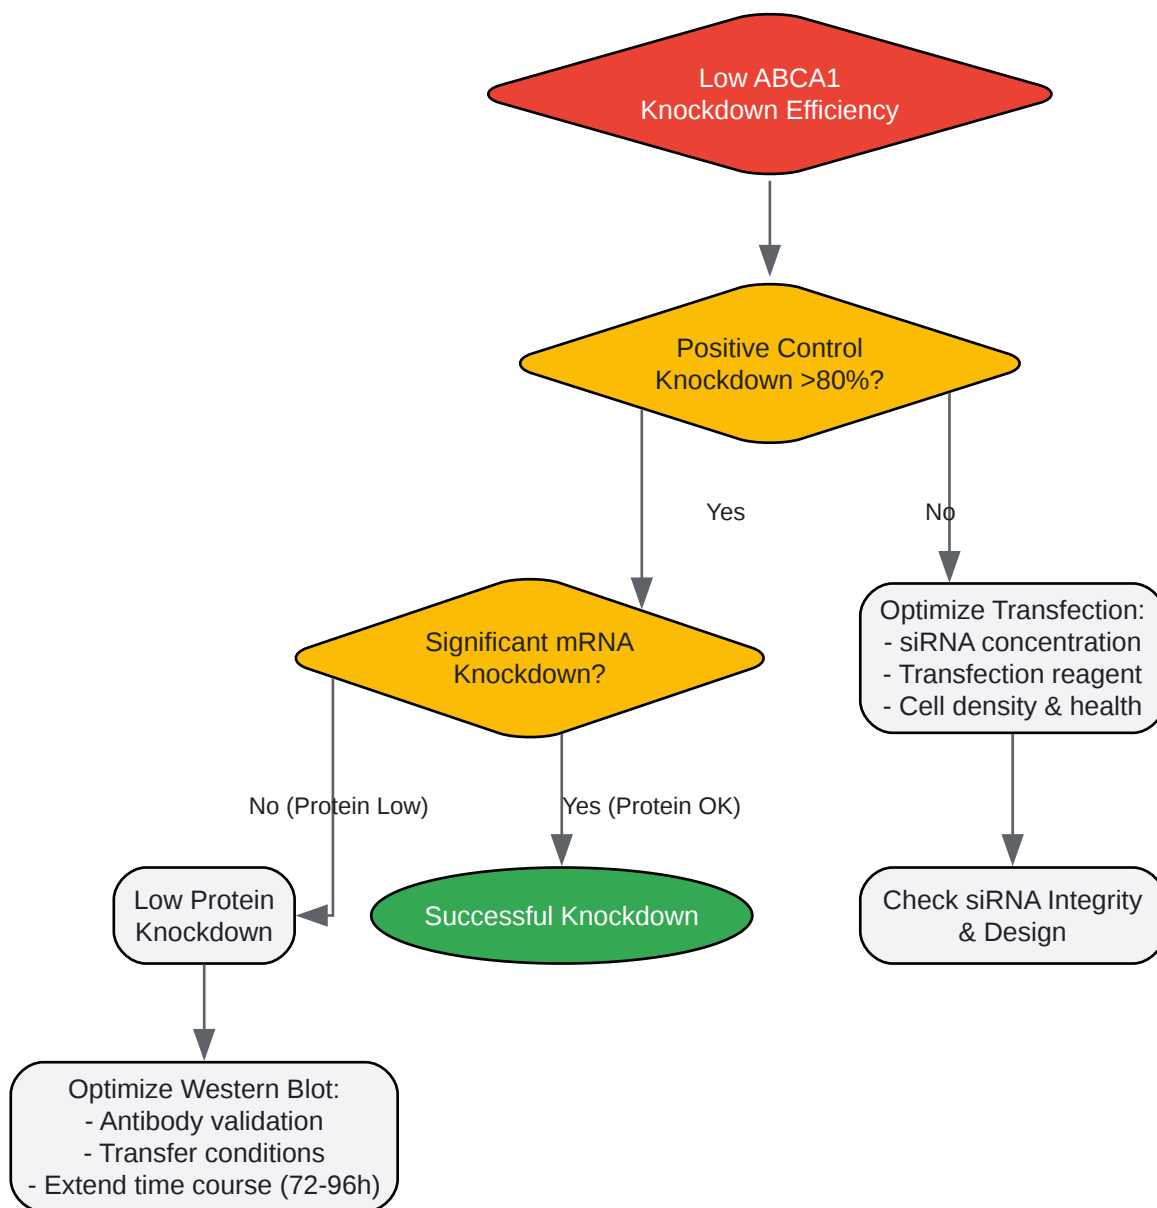 Low ABCA1
Knockdown Efficiency
Positive Control
Knockdown >80%?
Yes
No
Significant mRNA
Knockdown?
Optimize Transfection:
- siRNA concentration
- Transfection reagent
- Cell density & health
No (Protein Low)
Yes (Protein OK)
Low Protein
Knockdown
Successful Knockdown
Check siRNA Integrity
& Design
Optimize Western Blot:
- Antibody validation
- Transfer conditions
- Extend time course (72-96h)